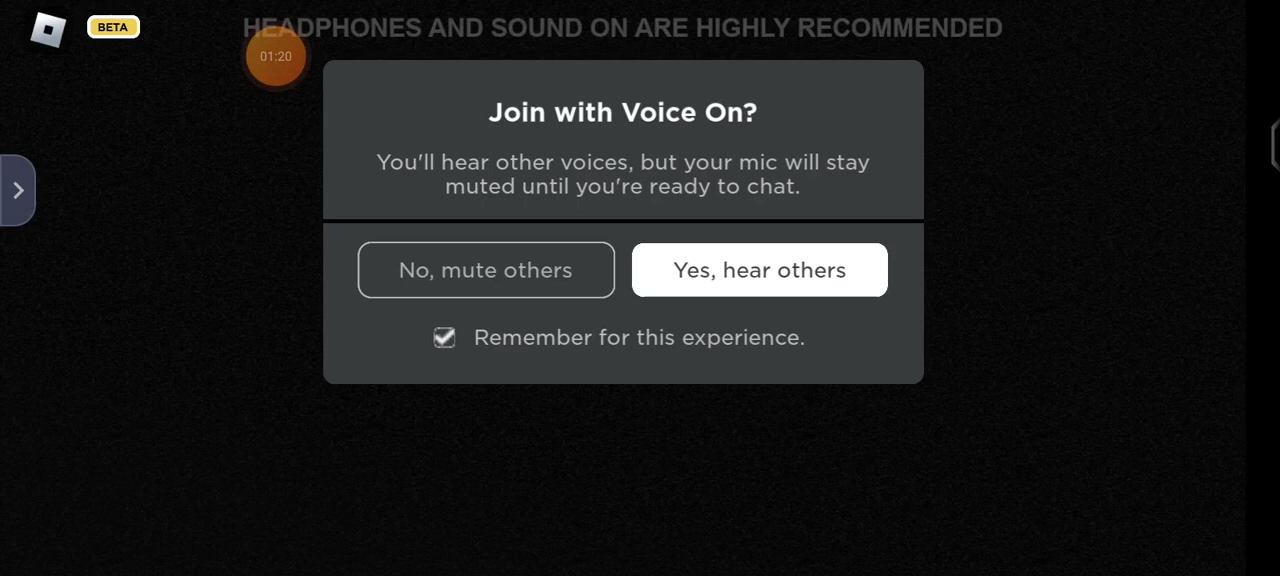 BETA
HEADPHONES AND SOUND ON ARE HIGHLY RECOMMENDED
01:20
Join with Voice On?
You'll hear other voices, but your mic will stay
muted until you're ready to chat.
No, mute others
Yes, hear others
Remember for this experience.